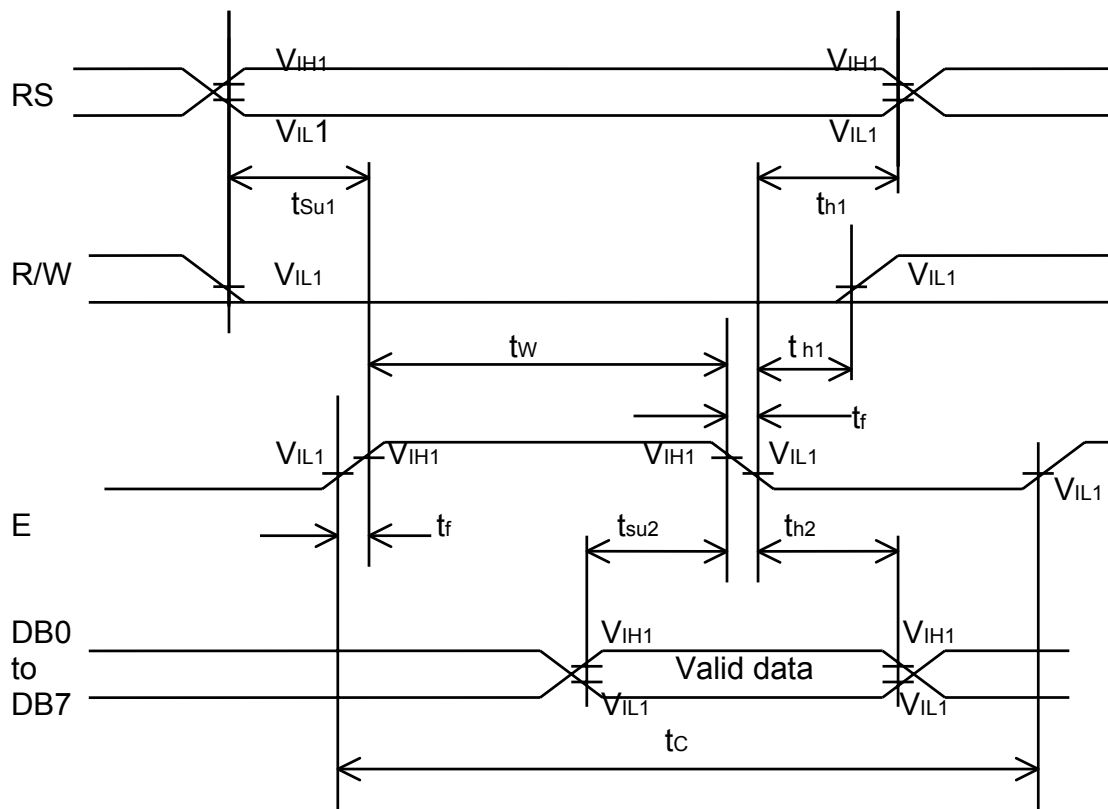 VIH1 VIH1
RS
VIL1 VIL1
tSu1 th1
R/W VIL1 VIL1
tW th1
tf
VIL1 VIH1 VIH1 VIL1 VIL1
E tf tsu2 th2
DB0 VIH1 VIH1
to Valid data
DB7 VIL1 VIL1
tC